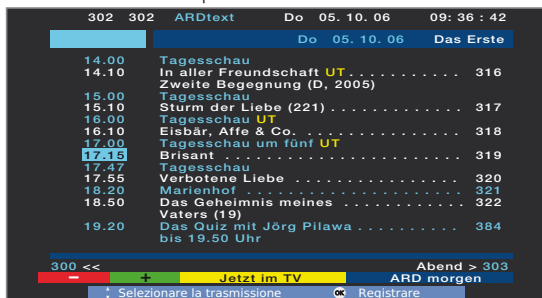 302 302 ARDtext Do 05. 10. 06 09: 36 : 42
Do 05. 10. 06 Das Erste
14.00 Tagesschau
14.10 In aller Freundschaft UT . . . . . . . . . . . 316
Zweite Begegnung (D, 2005)
15.00 Tagesschau
15.10 Sturm der Liebe (221) . . . . . . . . . . . . . 317
16.00 Tagesschau UT
16.10 Eisbär, Affe & Co. . . . . . . . . . . . . . . . 318
17.00 Tagesschau um fünf UT
17.15 Brisant . . . . . . . . . . . . . . . . . . . . . . . 319
17.47 Tagesschau
17.55 Verbotene Liebe . . . . . . . . . . . . . . . . 320
18.20 Marienhof . . . . . . . . . . . . . . . . . . . . . 321
18.50 Das Geheimnis meines . . . . . . . . . . . 322
Vaters (19)
19.20 Das Quiz mit Jörg Pilawa . . . . . . . . . . 384
bis 19.50 Uhr
300 << Abend > 303
− + Jetzt im TV ARD morgen
Selezionare la trasmissione OK Registrare